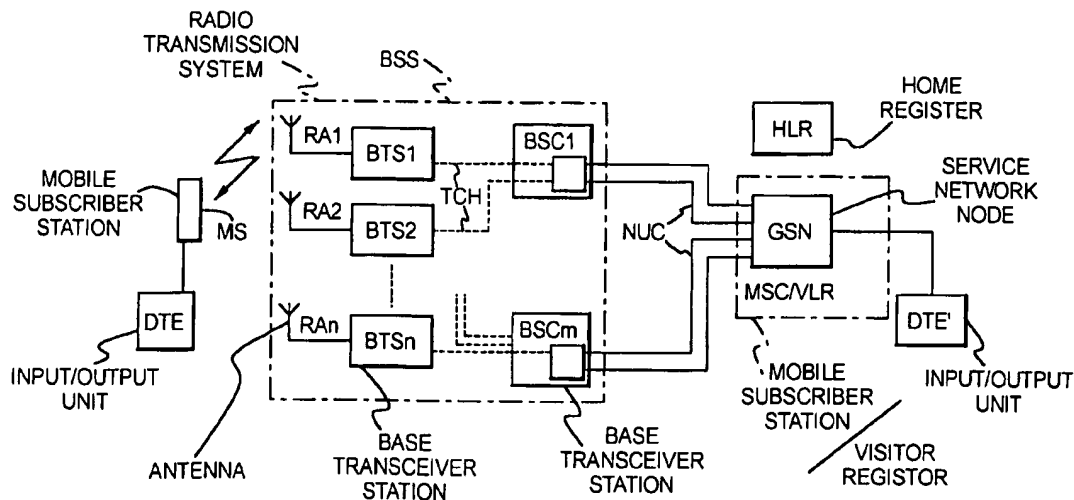 RADIO
TRANSMISSION
SYSTEM
BSS
HOME
REGISTER
HLR
RA1
BTS1
BSC1
MOBILE
SUBSCRIBER
STATION
MS
TCH
SERVICE
NETWORK
NODE
RA2
BTS2
NUC
GSN
MSC/VLR
DTE
RAn
BTSn
BSCm
DTE'
INPUT/OUTPUT
UNIT
MOBILE
SUBSCRIBER
STATION
INPUT/OUTPUT
UNIT
ANTENNA
BASE
TRANSCEIVER
STATION
BASE
TRANSCEIVER
STATION
VISITOR
REGISTOR